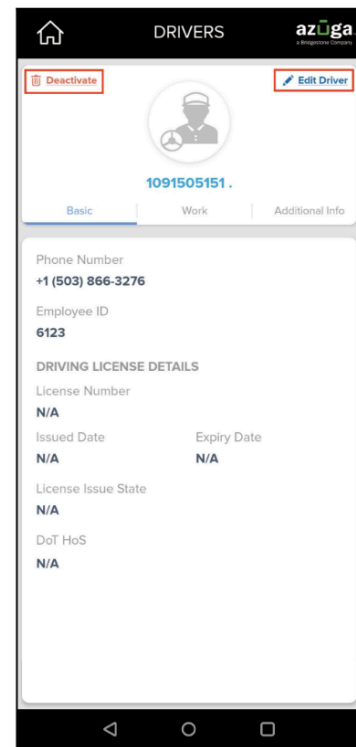 DRIVERS
azūga
a Bridgestone Company
Deactivate
Edit Driver
1091505151 .
Basic Work Additional Info
Phone Number
+1 (503) 866-3276
Employee ID
6123
DRIVING LICENSE DETAILS
License Number
N/A
Issued Date Expiry Date
N/A N/A
License Issue State
N/A
DoT HoS
N/A